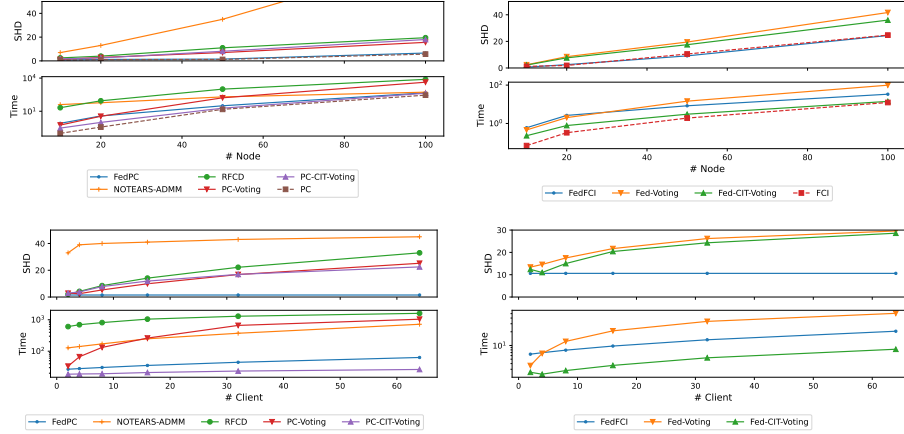 SHD
50
25
0
Time
10^4
10^1
20
40
60
80
100
# Node
FedPC
RFCD
PC-CIT-Voting
NOTEARS-ADMM
PC-Voting
PC
SHD
40
20
0
Time
10^2
10^0
20
40
60
80
100
# Node
FedFCI
Fed-Voting
Fed-CIT-Voting
FCI
SHD
40
20
0
Time
10^3
10^2
0
10
20
30
40
50
60
# Client
FedPC
NOTEARS-ADMM
RFCD
PC-Voting
PC-CIT-Voting
SHD
30
20
10
0
Time
10^1
0
10
20
30
40
50
60
# Client
FedFCI
Fed-Voting
Fed-CIT-Voting